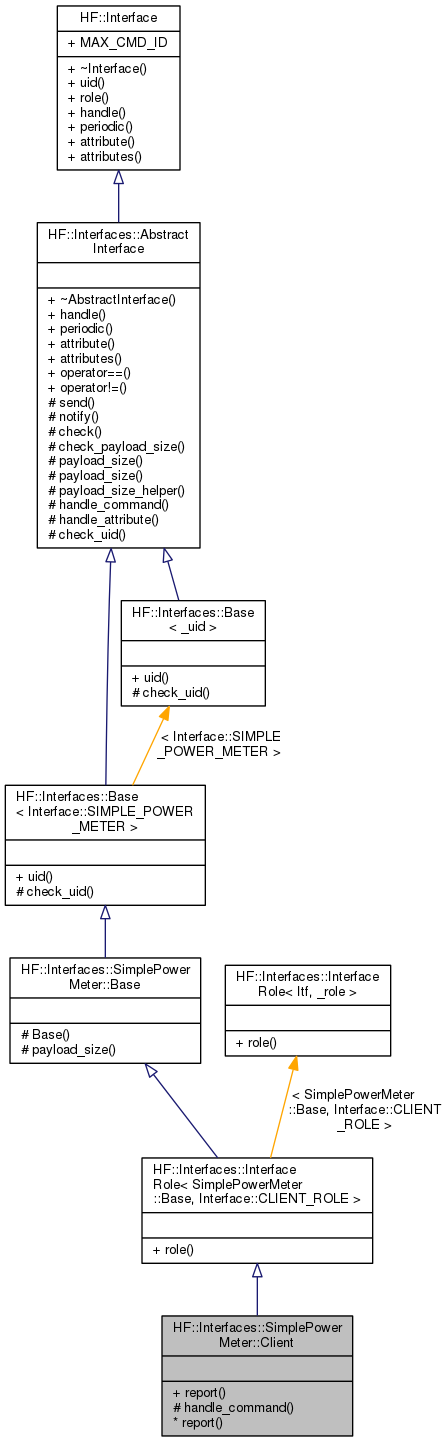 HF::Interface
+ MAX_CMD_ID
+ ~Interface()
+ uid()
+ role()
+ handle()
+ periodic()
+ attribute()
+ attributes()
HF::Interfaces::Abstract
Interface
+ ~AbstractInterface()
+ handle()
+ periodic()
+ attribute()
+ attributes()
+ operator==()
+ operator!=()
# send()
# notify()
# check()
# check_payload_size()
# payload_size()
# payload_size()
# payload_size_helper()
# handle_command()
# handle_attribute()
# check_uid()
HF::Interfaces::Base
< _uid >
+ uid()
# check_uid()
< Interface::SIMPLE
_POWER_METER >
HF::Interfaces::Base
< Interface::SIMPLE_POWER
_METER >
+ uid()
# check_uid()
HF::Interfaces::SimplePower
Meter::Base
# Base()
# payload_size()
HF::Interfaces::Interface
Role< Itf, _role >
+ role()
< SimplePowerMeter
::Base, Interface::CLIENT
_ROLE >
HF::Interfaces::Interface
Role< SimplePowerMeter
::Base, Interface::CLIENT_ROLE >
+ role()
HF::Interfaces::SimplePower
Meter::Client
+ report()
# handle_command()
* report()